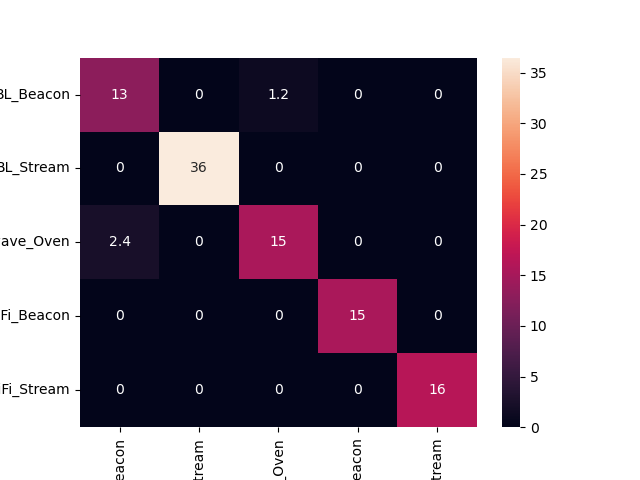 BL_Beacon 13 0 1.2 0 0
BL_Stream 0 36 0 0 0
ave_Oven 2.4 0 15 0 0
Fi_Beacon 0 0 0 15 0
Fi_Stream 0 0 0 0 16
eacon
tream
_Oven
eacon
tream
35
30
25
20
15
10
5
0